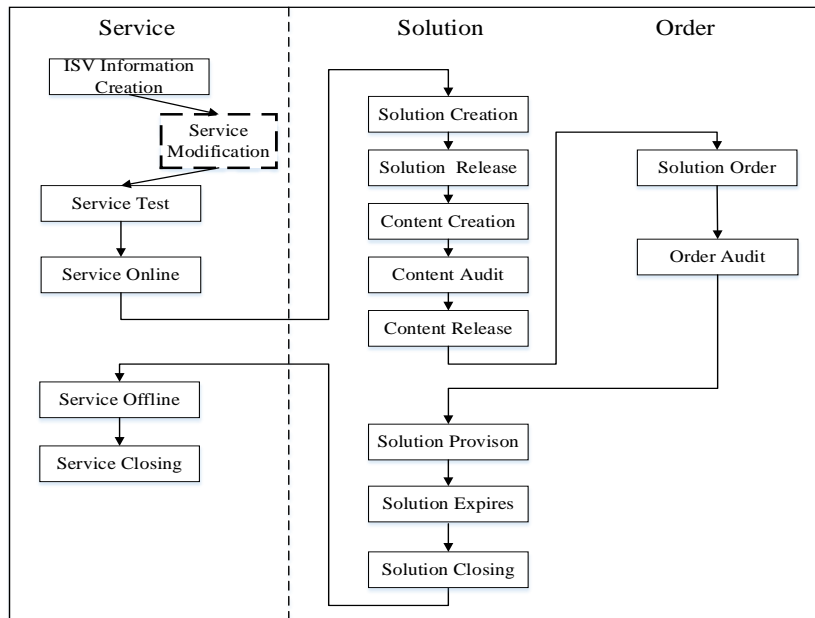 Service
Solution
Order
ISV Information
Creation
Service
Modification
Service Test
Service Online
Solution Creation
Solution Release
Content Creation
Content Audit
Content Release
Solution Order
Order Audit
Solution Provison
Solution Expires
Solution Closing
Service Offline
Service Closing